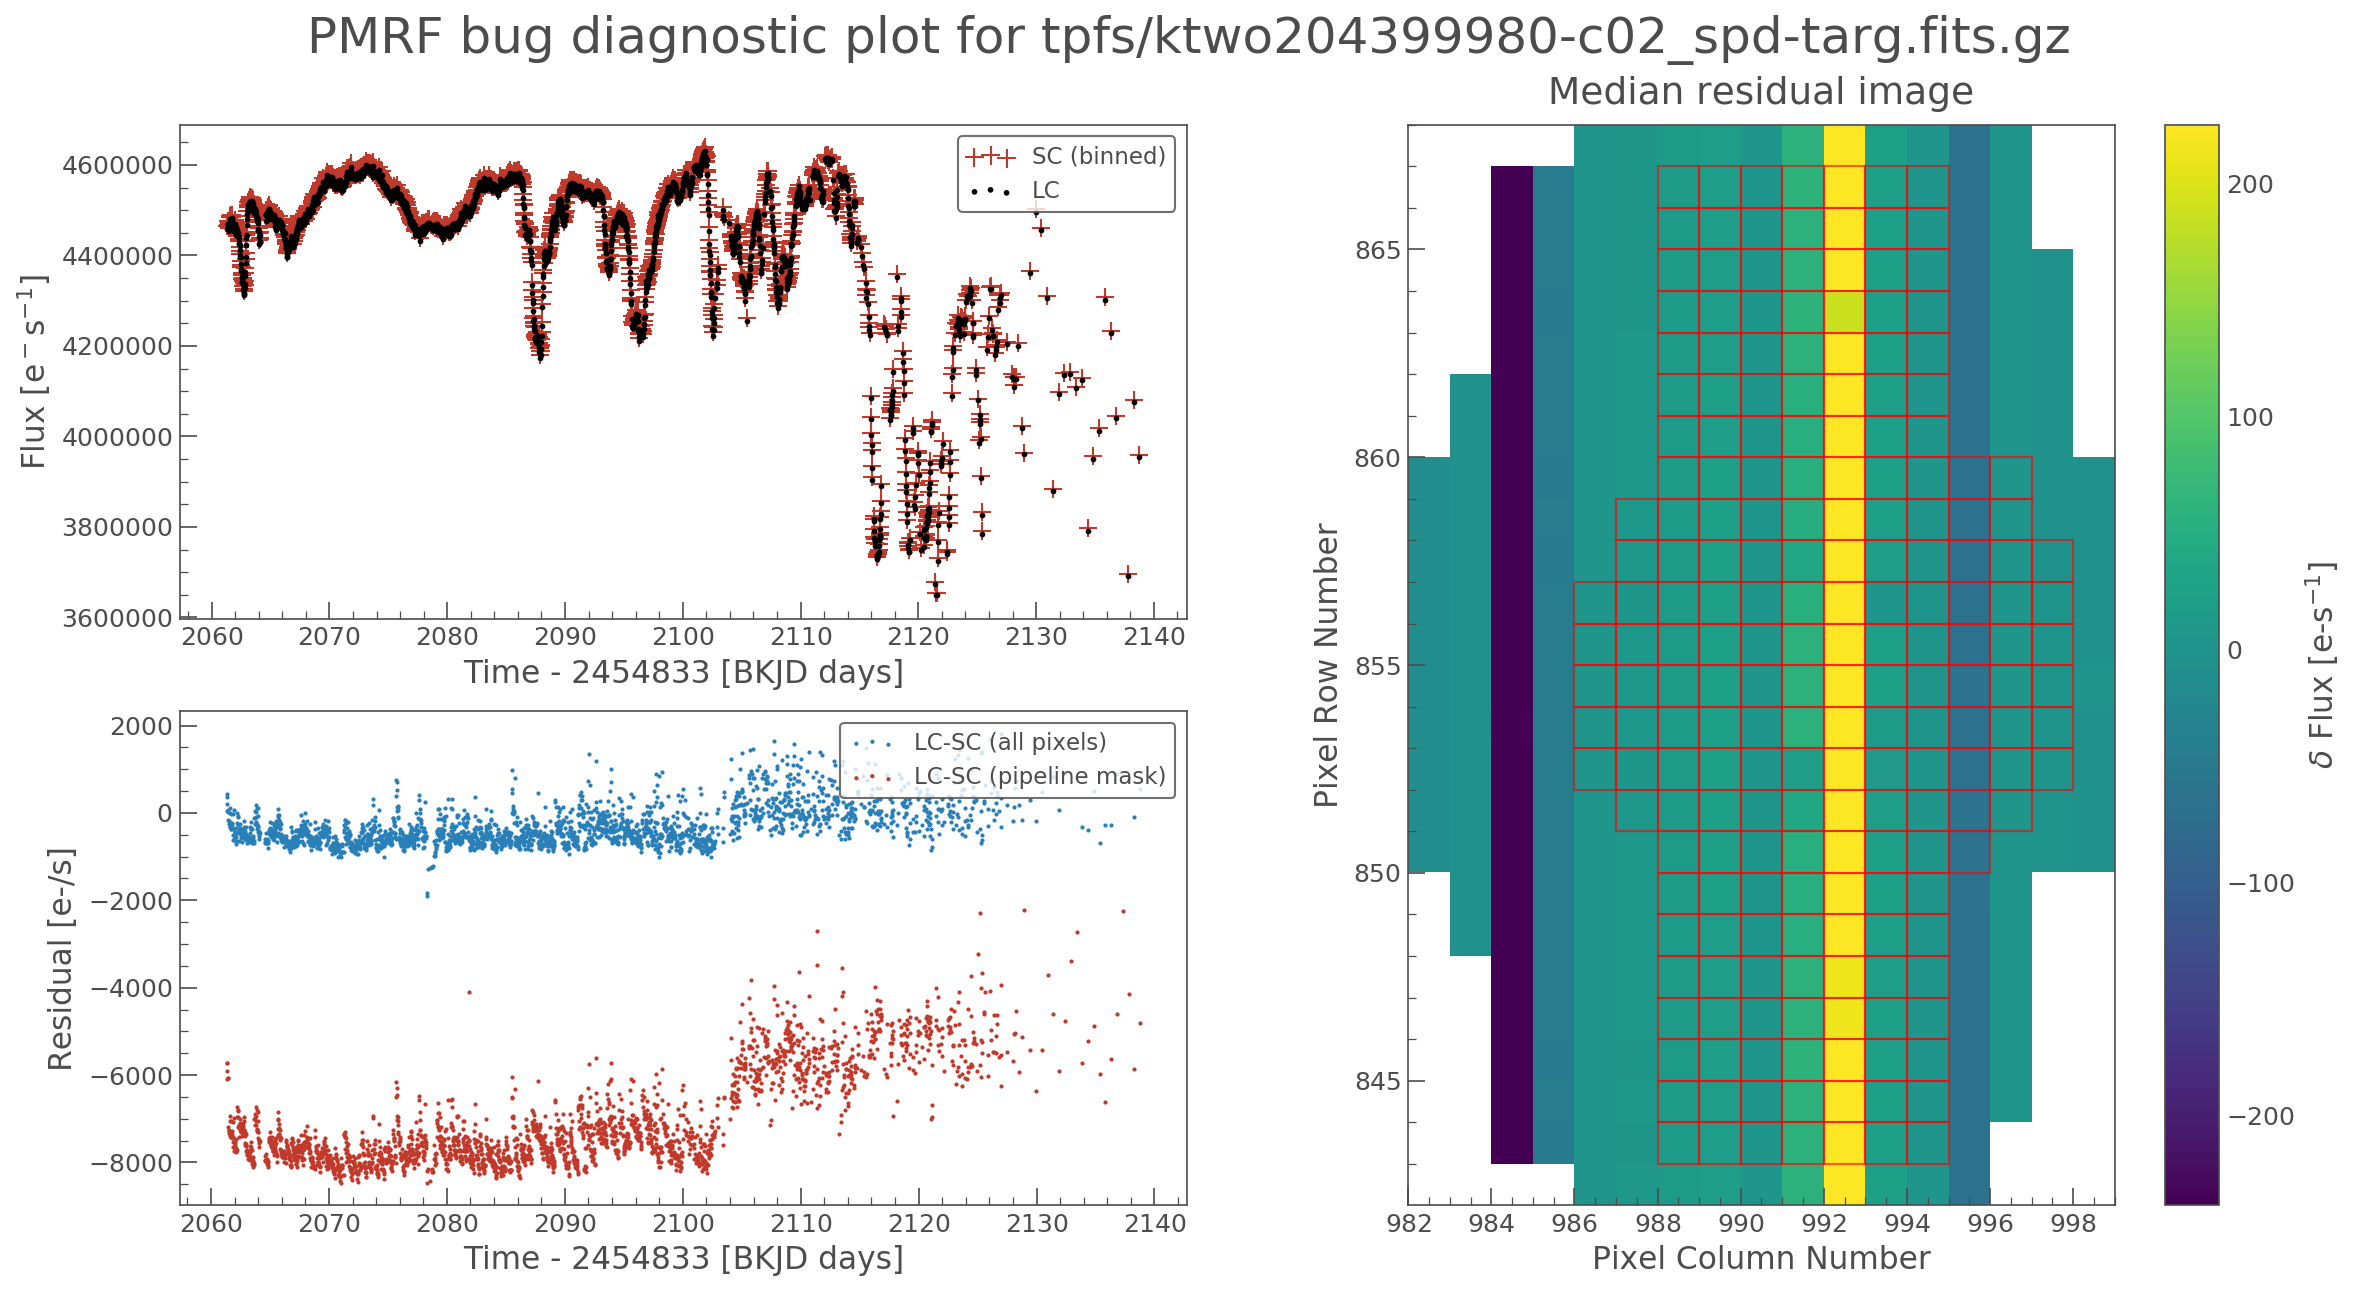 PMRF bug diagnostic plot for tpfs/ktwo204399980-c02_spd-targ.fits.gz
Flux [e⁻ s⁻¹]
4600000
4400000
4200000
4000000
3800000
3600000
SC (binned)
LC
2060 2070 2080 2090 2100 2110 2120 2130 2140
Time - 2454833 [BKJD days]
Residual [e-/s]
2000
0
−2000
−4000
−6000
−8000
LC-SC (all pixels)
LC-SC (pipeline mask)
2060 2070 2080 2090 2100 2110 2120 2130 2140
Time - 2454833 [BKJD days]
Median residual image
Pixel Row Number
865
860
855
850
845
982 984 986 988 990 992 994 996 998
Pixel Column Number
200
100
0
−100
−200
δ Flux [e-s⁻¹]